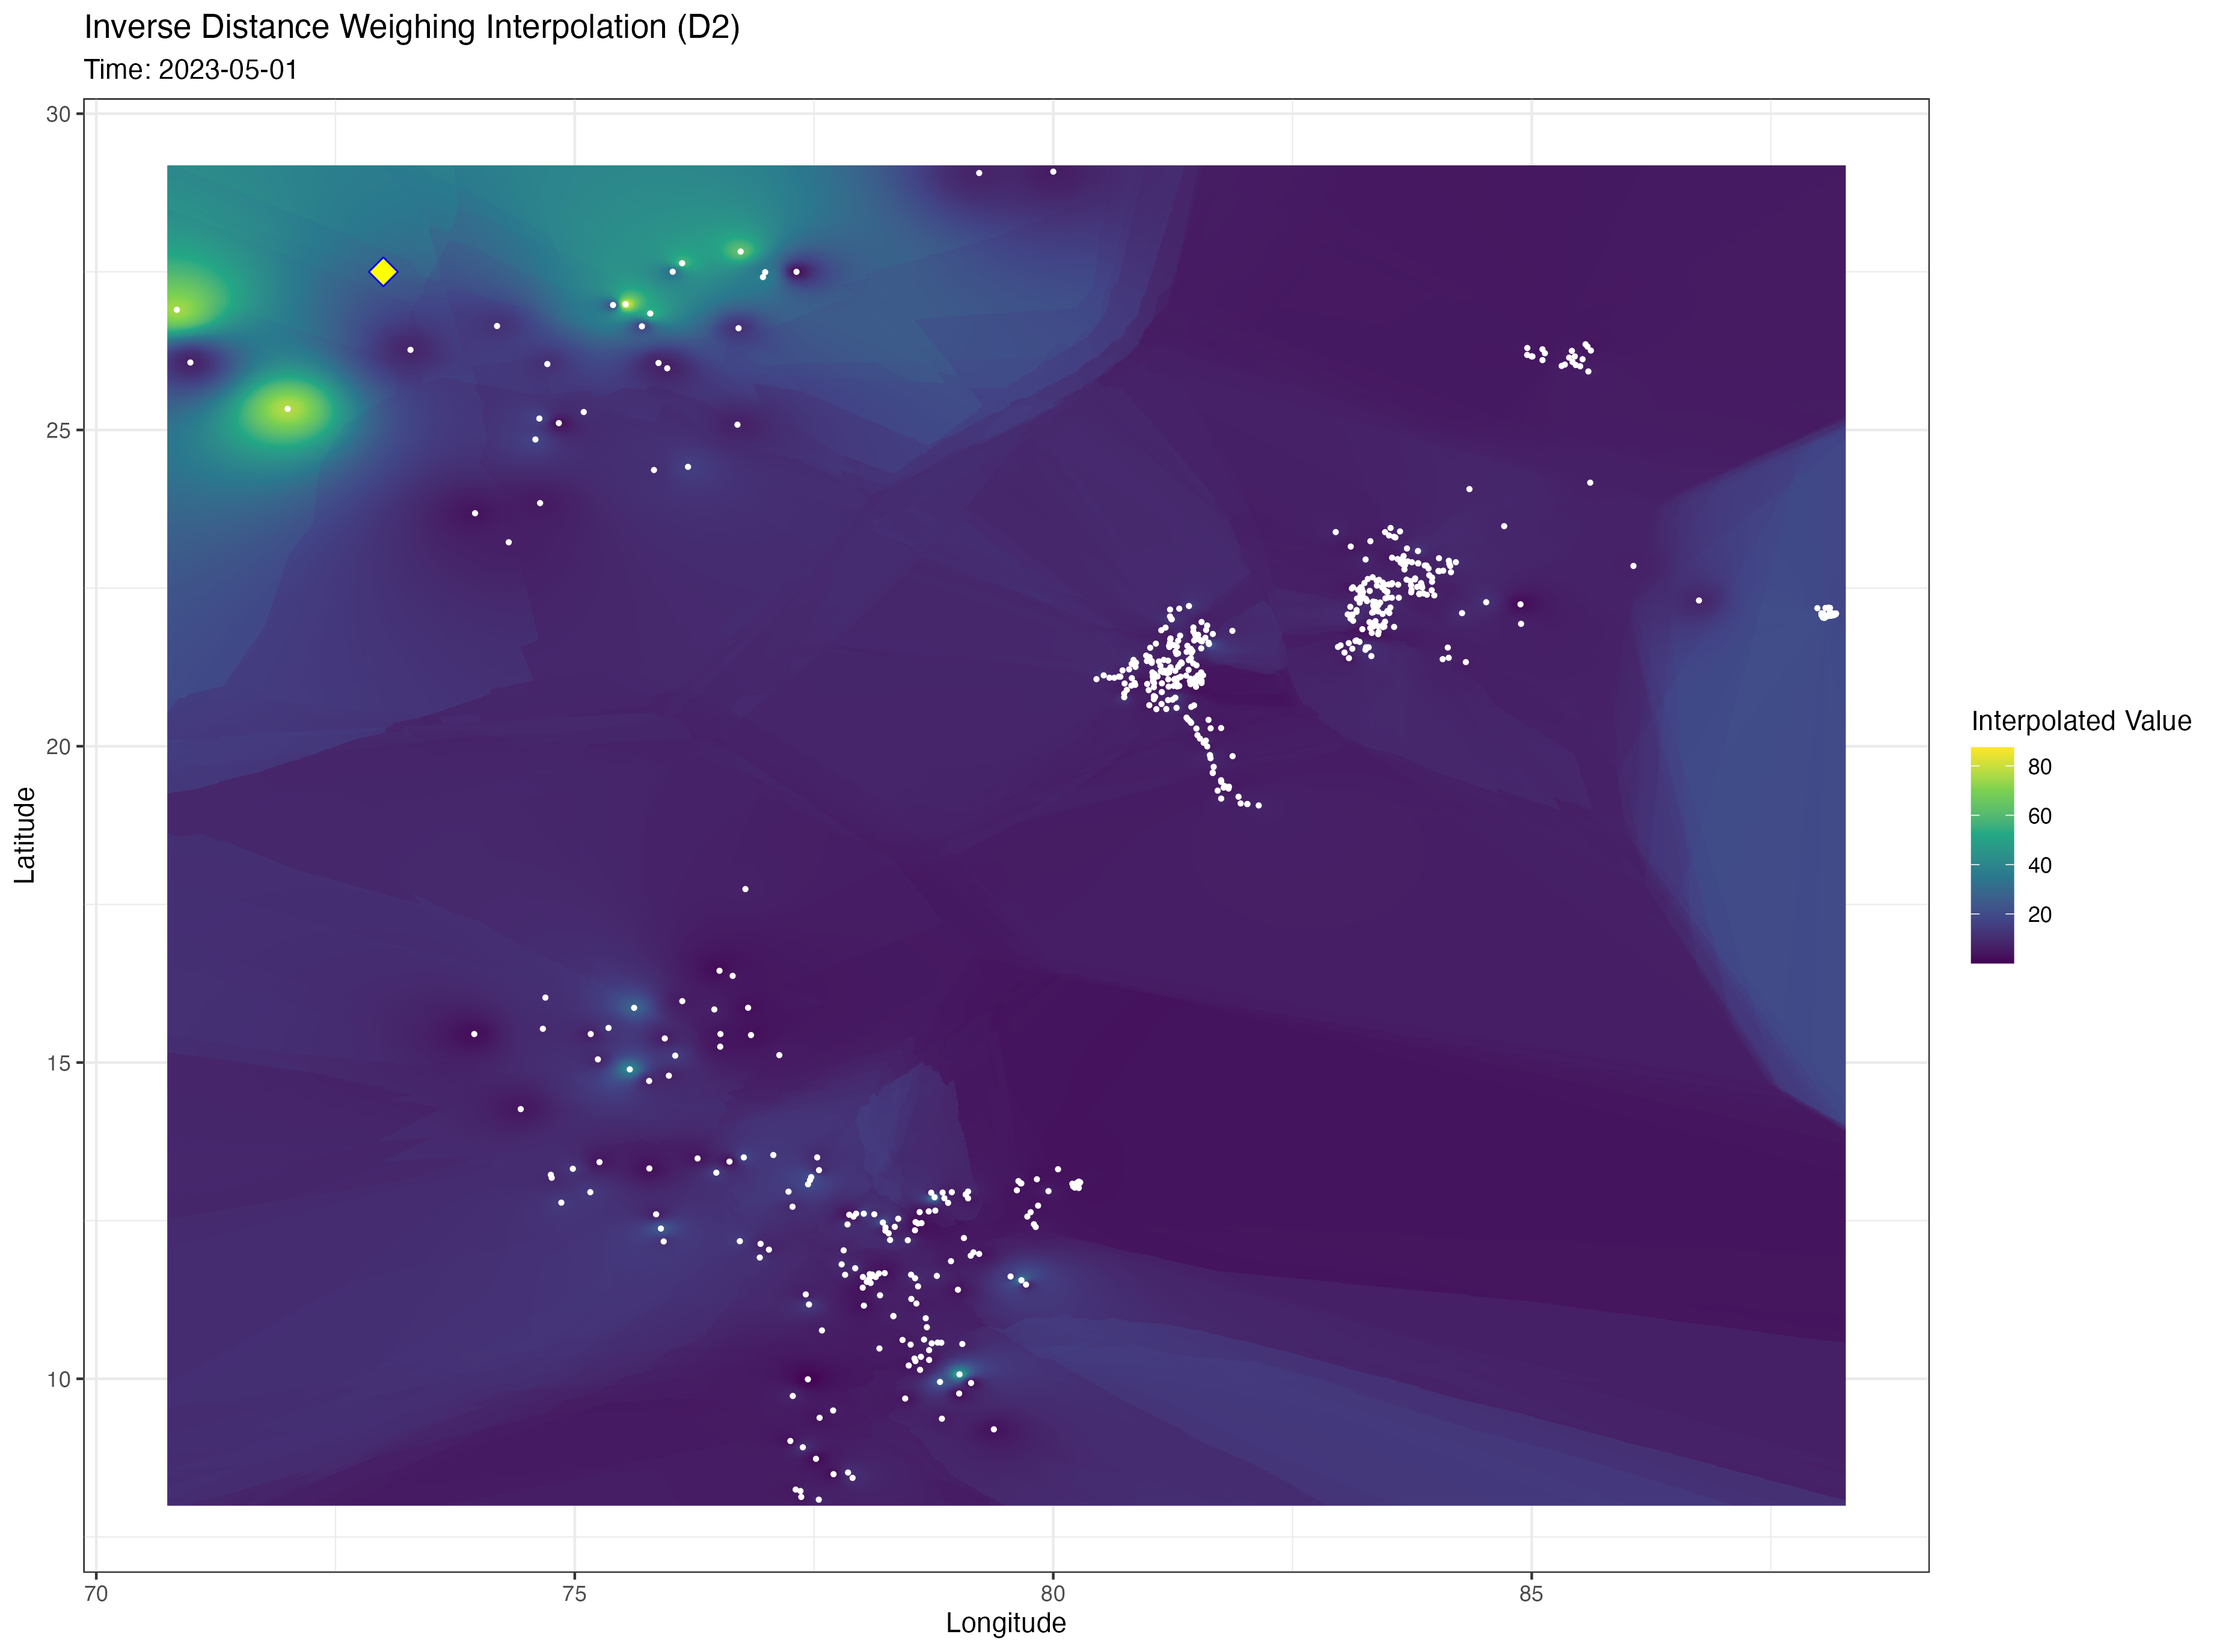 Inverse Distance Weighing Interpolation (D2)
Time: 2023-05-01
30
25
20
15
10
Latitude
70
75
80
85
Longitude
Interpolated Value
80
60
40
20